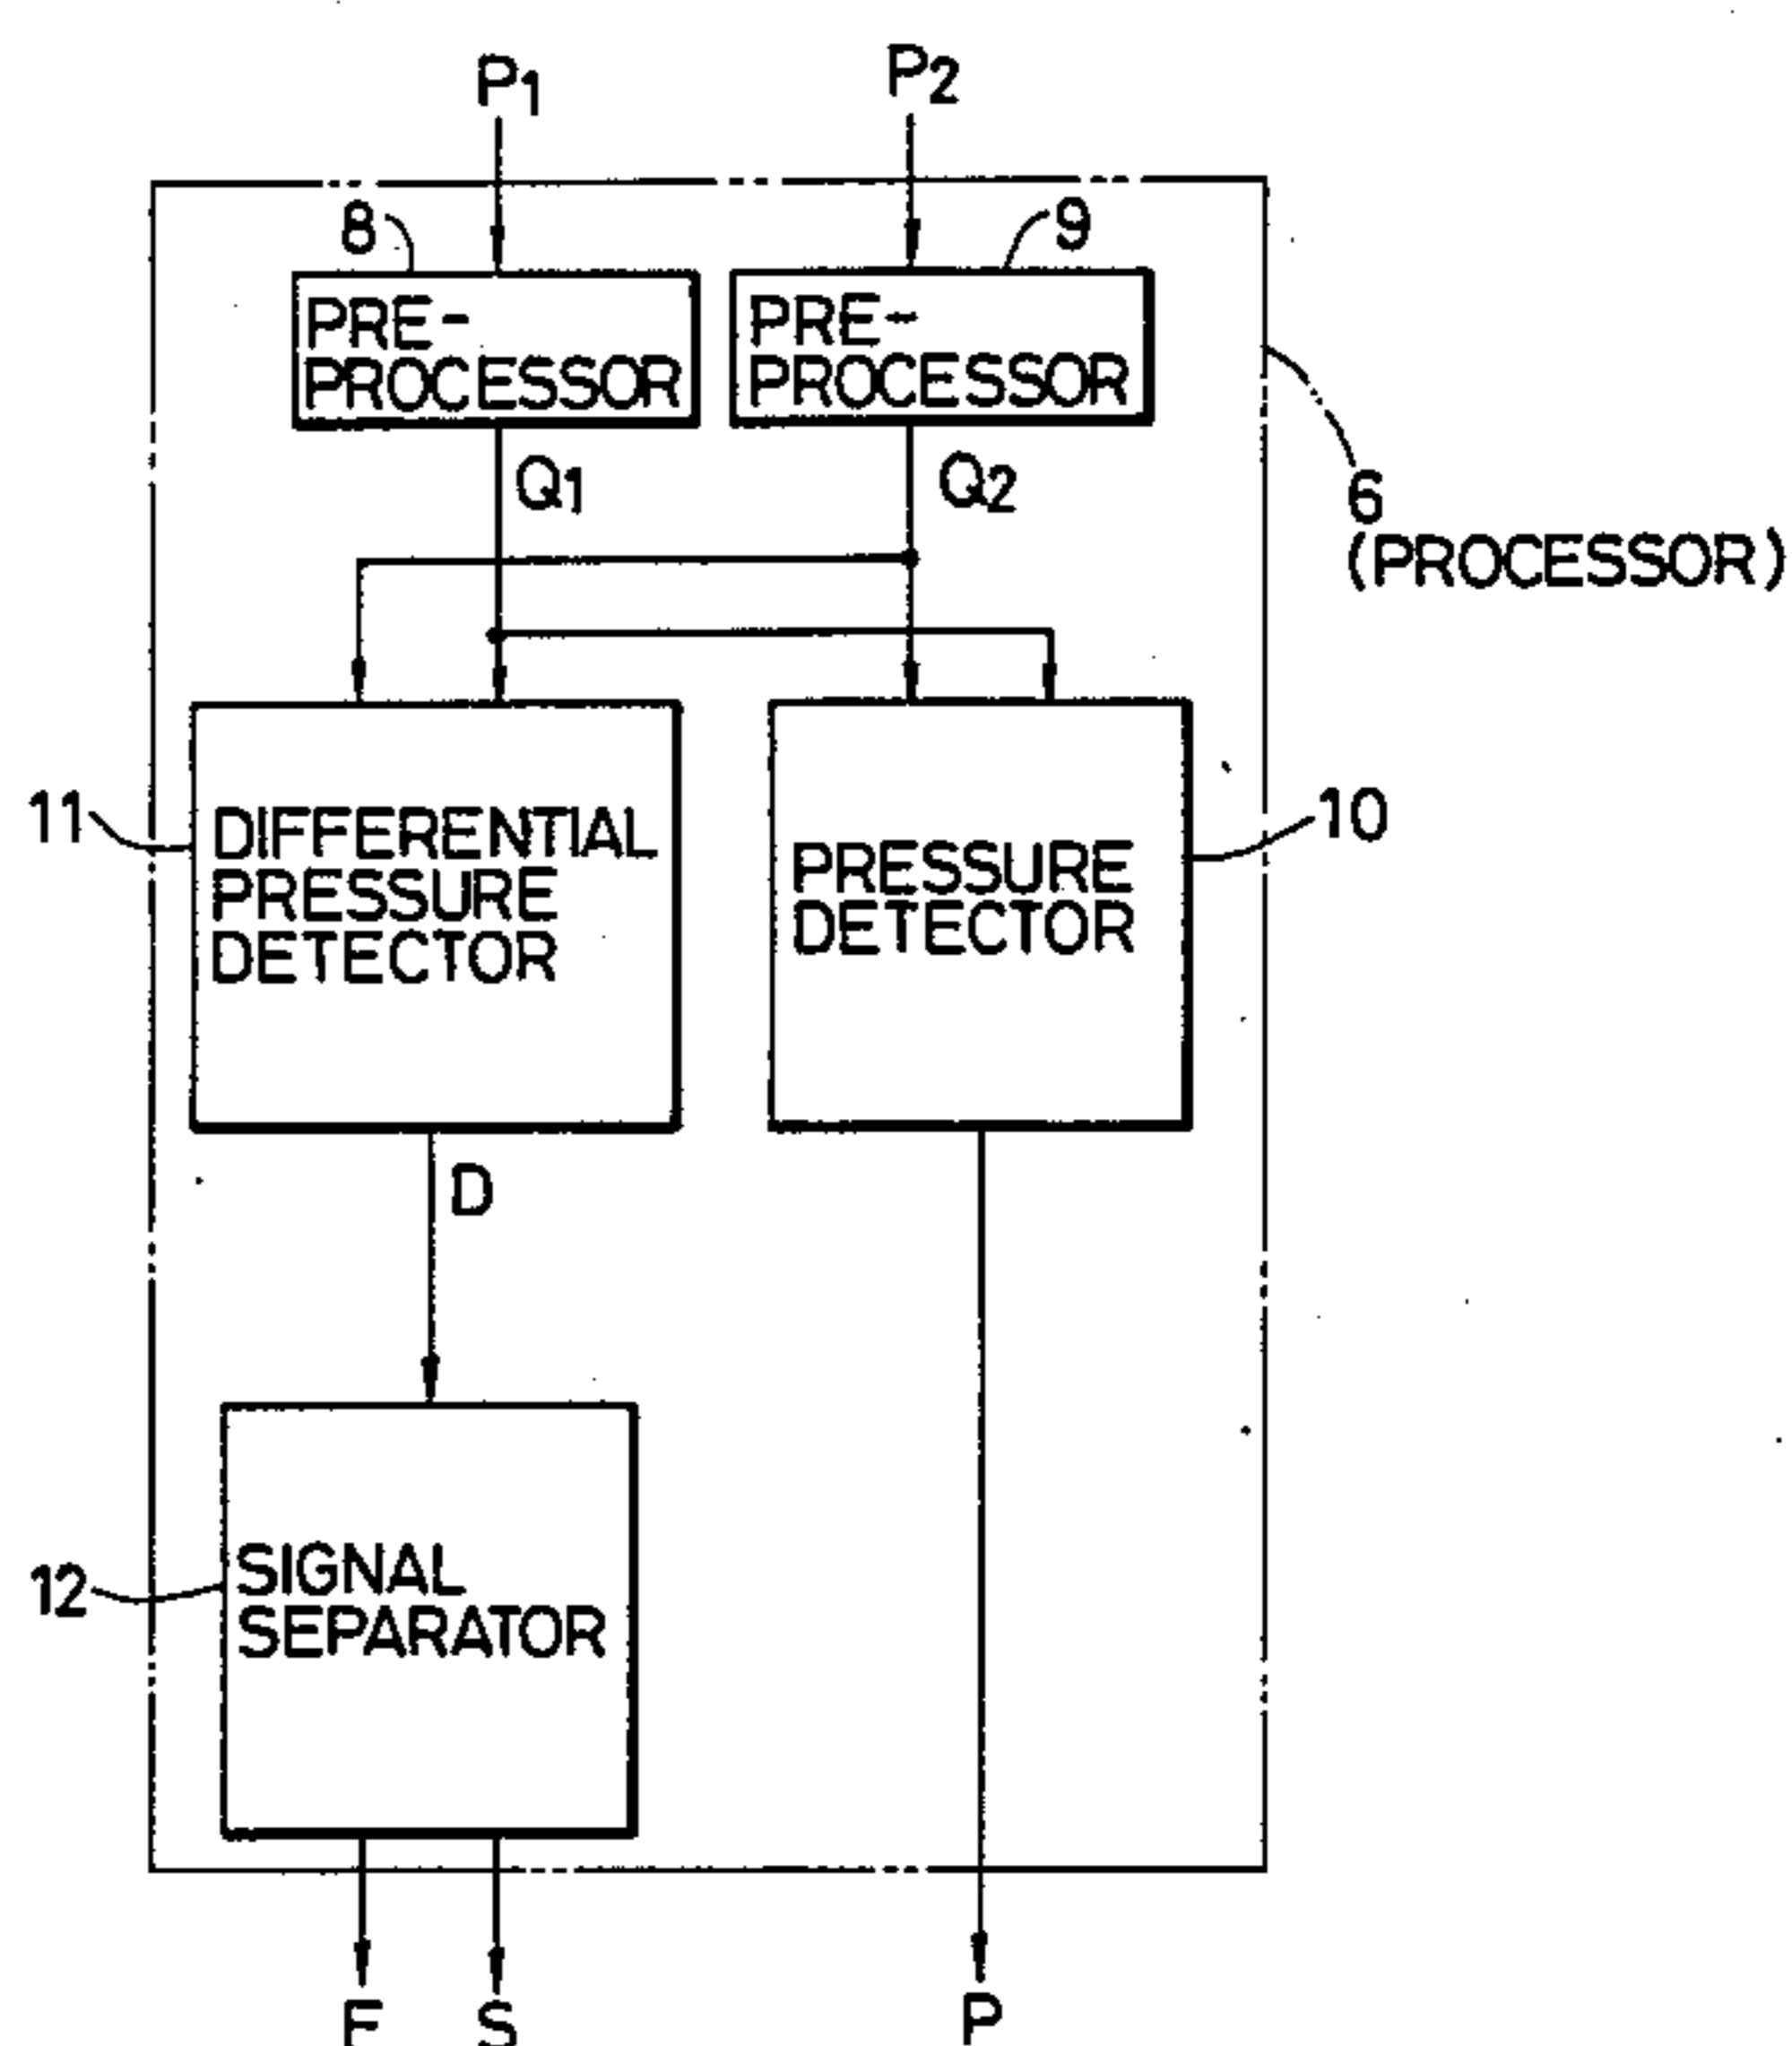 P1
P2
8
9
PRE-
PROCESSOR
PRE-
PROCESSOR
Q1
Q2
6
(PROCESSOR)
11
DIFFERENTIAL
PRESSURE
DETECTOR
PRESSURE
DETECTOR
10
D
12
SIGNAL
SEPARATOR
F
S
P